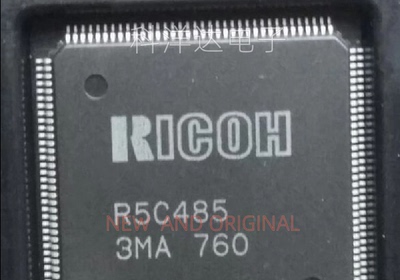 科洋达电子
RICOH
R5C485
NEW AND ORIGINAL
3MA 760